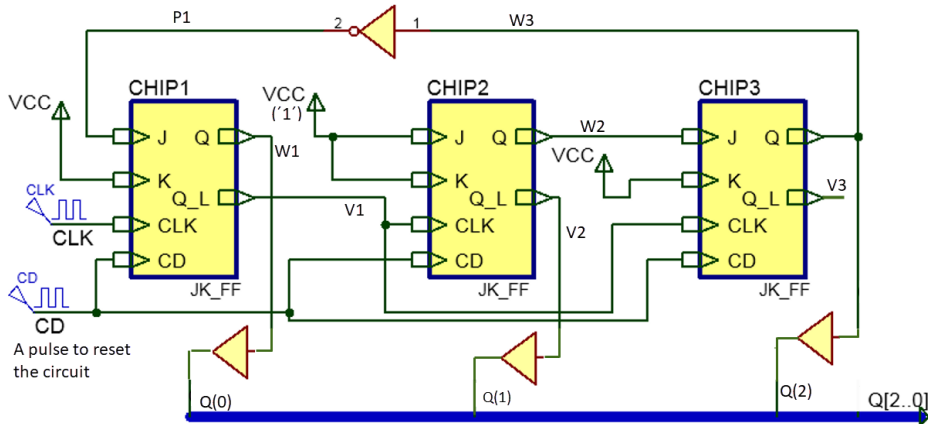 P1
2
1
W3
CHIP1
CHIP2
CHIP3
VCC
VCC
(´1´)
VCC
J
Q
K
Q_L
CLK
CD
JK_FF
W1
V1
J
Q
K
Q_L
CLK
CD
JK_FF
W2
V2
J
Q
K
Q_L
CLK
CD
JK_FF
V3
CLK
CLK
CD
CD
A pulse to reset
the circuit
Q(0)
Q(1)
Q(2)
Q[2..0]